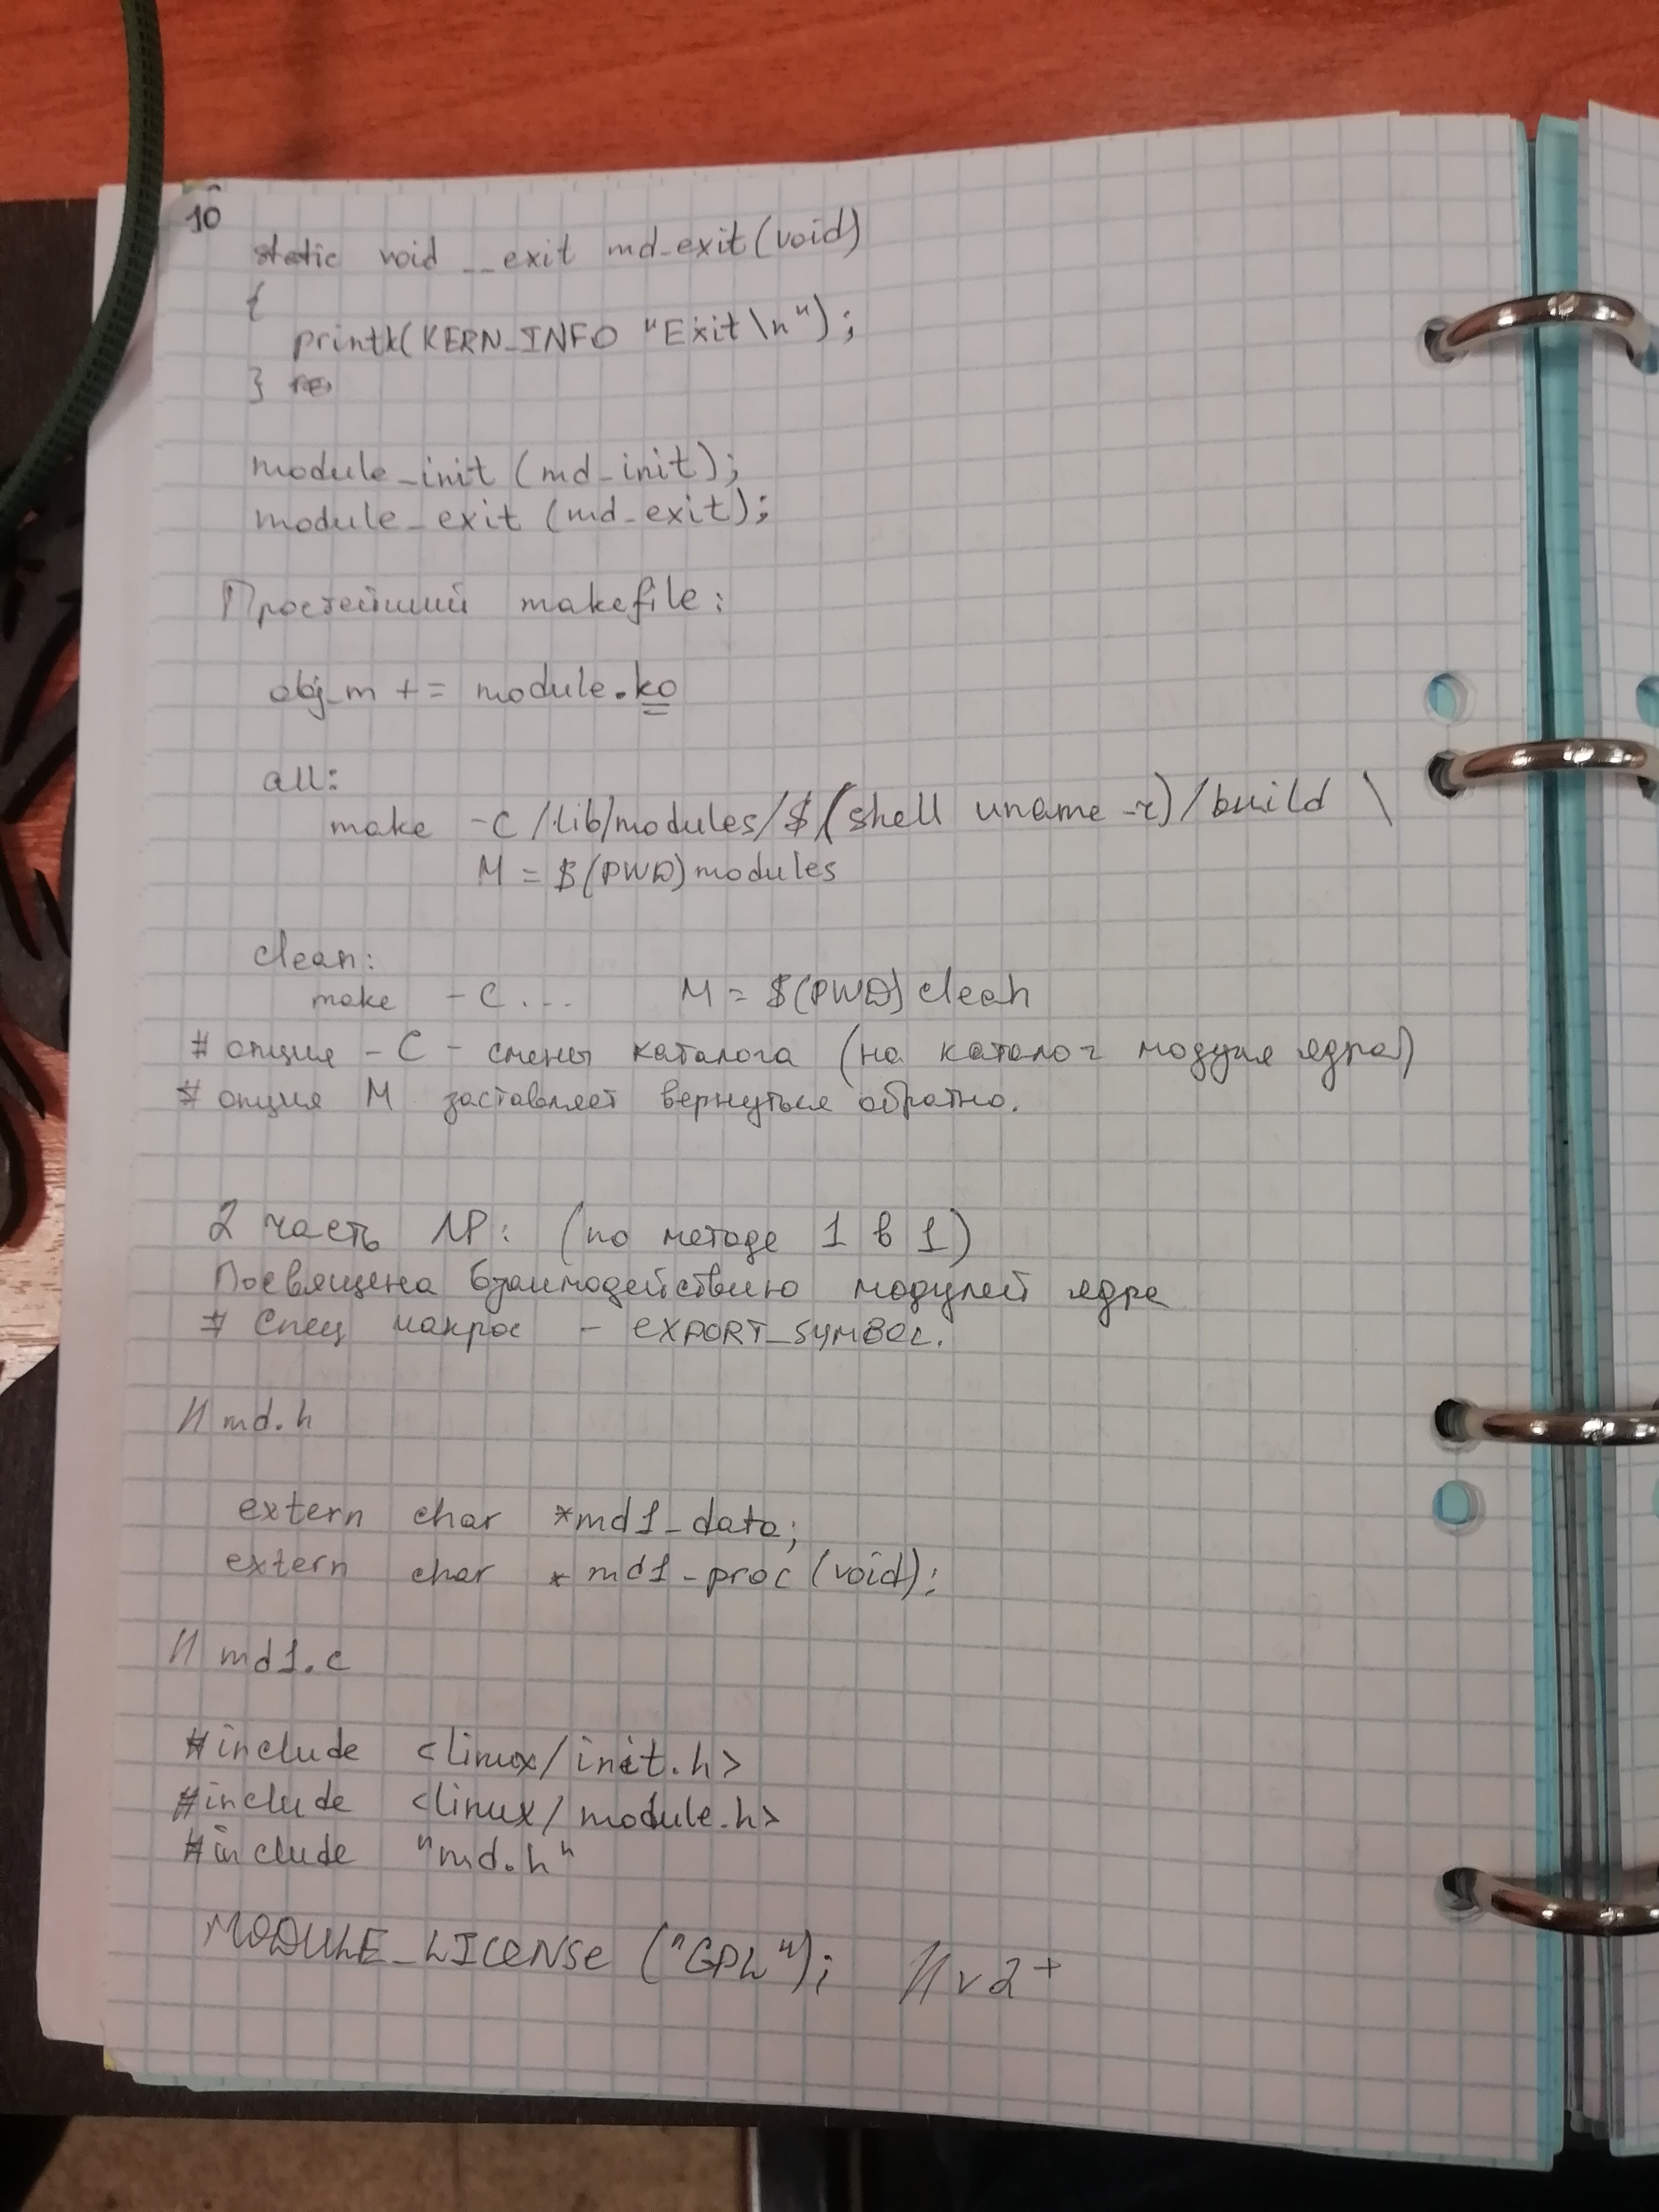 10
static void __exit md_exit(void)
{
printk(KERN_INFO "Exit\n");
}
module_init (md_init);
module_exit (md_exit);
Простейший makefile:
obj_m += module.ko
all:
make -C /lib/modules/$(shell uname -r)/build \
M = $(PWD) modules
clean:
make -C ... M = $(PWD) clean
# опция - C - смены каталога (на каталог модуля ядра)
# опция M заставляет вернуться обратно.
2 часть ЛР: (по методе 1 в 1)
Посвящена взаимодействию модулей ядра
# Спец макрос - EXPORT_SYMBOL.
// md.h
extern char *md1_data;
extern char * md1_proc (void);
// md1.c
#include <linux/init.h>
#include <linux/module.h>
#include "md.h"
MODULE_LICENSE ("GPL"); // v2+